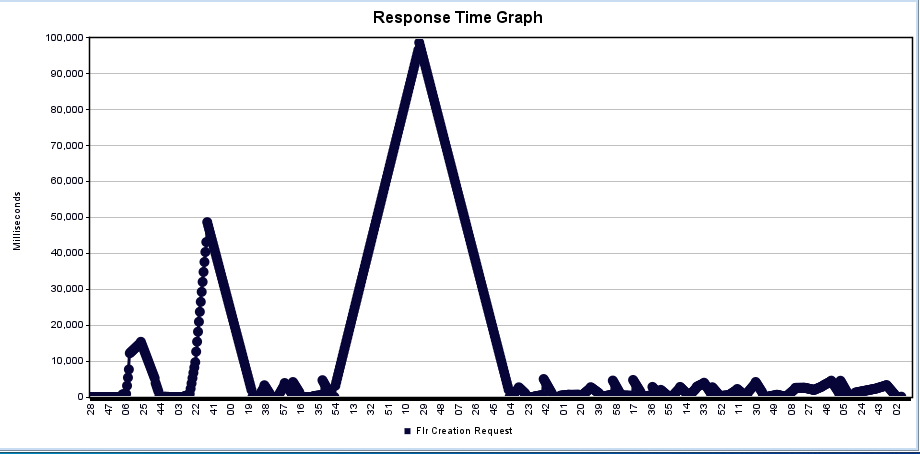 Response Time Graph
100,000
90,000
80,000
70,000
60,000
50,000
40,000
30,000
20,000
10,000
0
Milliseconds
28 47 06 25 44 03 22 41 00 19 38 57 16 35 54 13 32 51 10 29 48 07 26 45 04 23 42 01 20 39 58 17 36 55 14 33 52 11 30 49 08 27 46 05 24 43 02
Flr Creation Request